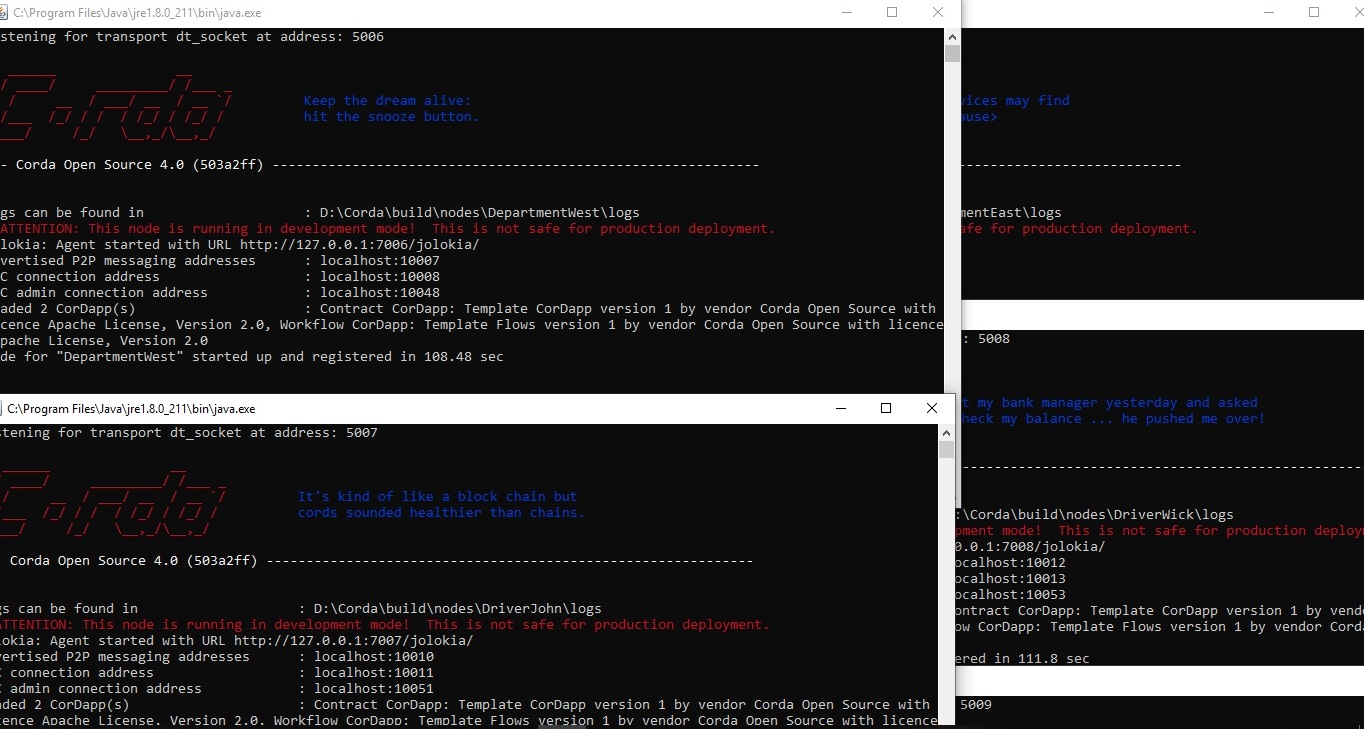 C:\Program Files\Java\jre1.8.0_211\bin\java.exe
stening for transport dt_socket at address: 5006
Keep the dream alive:
hit the snooze button.
- Corda Open Source 4.0 (503a2ff) -------------------------------------------------------------
gs can be found in : D:\Corda\build\nodes\DepartmentWest\logs
ATTENTION: This node is running in development mode! This is not safe for production deployment.
lokia: Agent started with URL http://127.0.0.1:7006/jolokia/
vertised P2P messaging addresses : localhost:10007
C connection address : localhost:10008
C admin connection address : localhost:10048
aded 2 CorDapp(s) : Contract CorDapp: Template CorDapp version 1 by vendor Corda Open Source with
cence Apache License, Version 2.0, Workflow CorDapp: Template Flows version 1 by vendor Corda Open Source with licence
pache License, Version 2.0
de for "DepartmentWest" started up and registered in 108.48 sec
C:\Program Files\Java\jre1.8.0_211\bin\java.exe
stening for transport dt_socket at address: 5007
It's kind of like a block chain but
cords sounded healthier than chains.
Corda Open Source 4.0 (503a2ff) -------------------------------------------------------------
gs can be found in : D:\Corda\build\nodes\DriverJohn\logs
ATTENTION: This node is running in development mode! This is not safe for production deployment.
lokia: Agent started with URL http://127.0.0.1:7007/jolokia/
vertised P2P messaging addresses : localhost:10010
C connection address : localhost:10011
C admin connection address : localhost:10051
aded 2 CorDapp(s) : Contract CorDapp: Template CorDapp version 1 by vendor Corda Open Source with
cence Apache License, Version 2.0, Workflow CorDapp: Template Flows version 1 by vendor Corda Open Source with licence
vices may find
ause>
----------------------------
mentEast\logs
afe for production deployment.
: 5008
t my bank manager yesterday and asked
heck my balance ... he pushed me over!
--------------------------------------------------
:\Corda\build\nodes\DriverWick\logs
pment mode! This is not safe for production deploy
0.0.1:7008/jolokia/
ocalhost:10012
ocalhost:10013
ocalhost:10053
ontract CorDapp: Template CorDapp version 1 by vend
ow CorDapp: Template Flows version 1 by vendor Cord
ered in 111.8 sec
5009